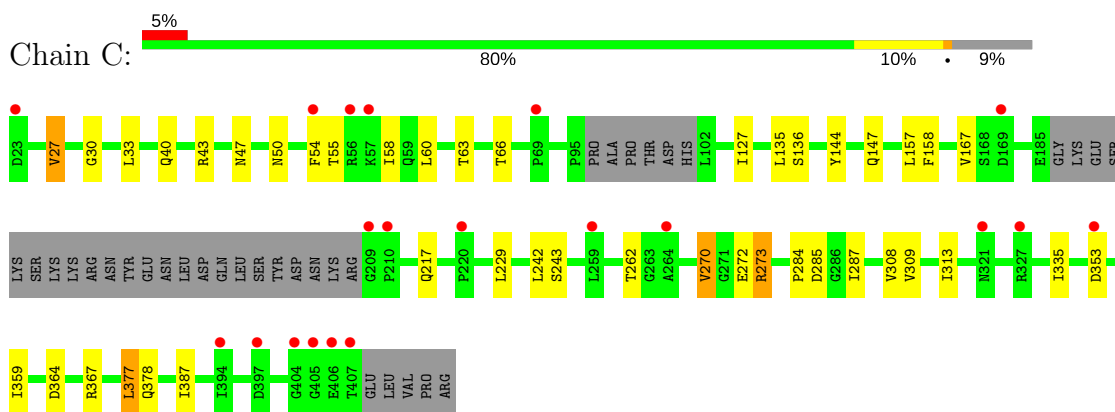 5%
Chain C:
80% • 10% 9%
D23 V27 G30 L33 Q40 R43 N47 N50 F54 T55 R56 K57 I58 Q59 L60 T63 T66 P69 P95 PRO ALA PRO THR ASP HIS L102 I127 L135 S136 Y144 Q147 L157 F158 V167 S168 D169 E185 GLY LYS GLU SER
LYS SER LYS LYS ARG ASN TYR GLU ASN LEU ASP GLN LEU SER TYR ASP ASN LYS ARG G209 P210 Q217 P220 L229 L242 S243 L259 T262 G263 A264 V270 G271 E272 R273 P284 D285 G286 I287 V308 V309 I313 N321 R327 I335 D353
I359 D364 R367 L377 Q378 I387 I394 D397 G404 G405 E406 T407 GLU LEU VAL PRO ARG